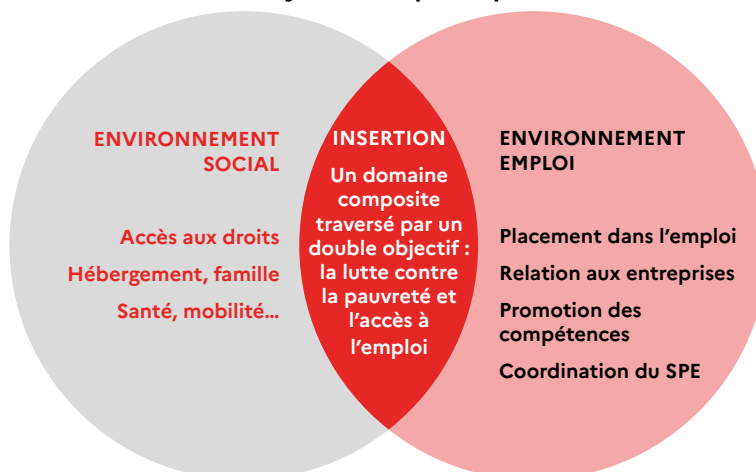 ENVIRONNEMENT
SOCIAL
Accès aux droits
Hébergement, famille
Santé, mobilité...
INSERTION
Un domaine
composite
traversé par un
double objectif :
la lutte contre
la pauvreté et
l'accès à
l'emploi
ENVIRONNEMENT
EMPLOI
Placement dans l'emploi
Relation aux entreprises
Promotion des
compétences
Coordination du SPE